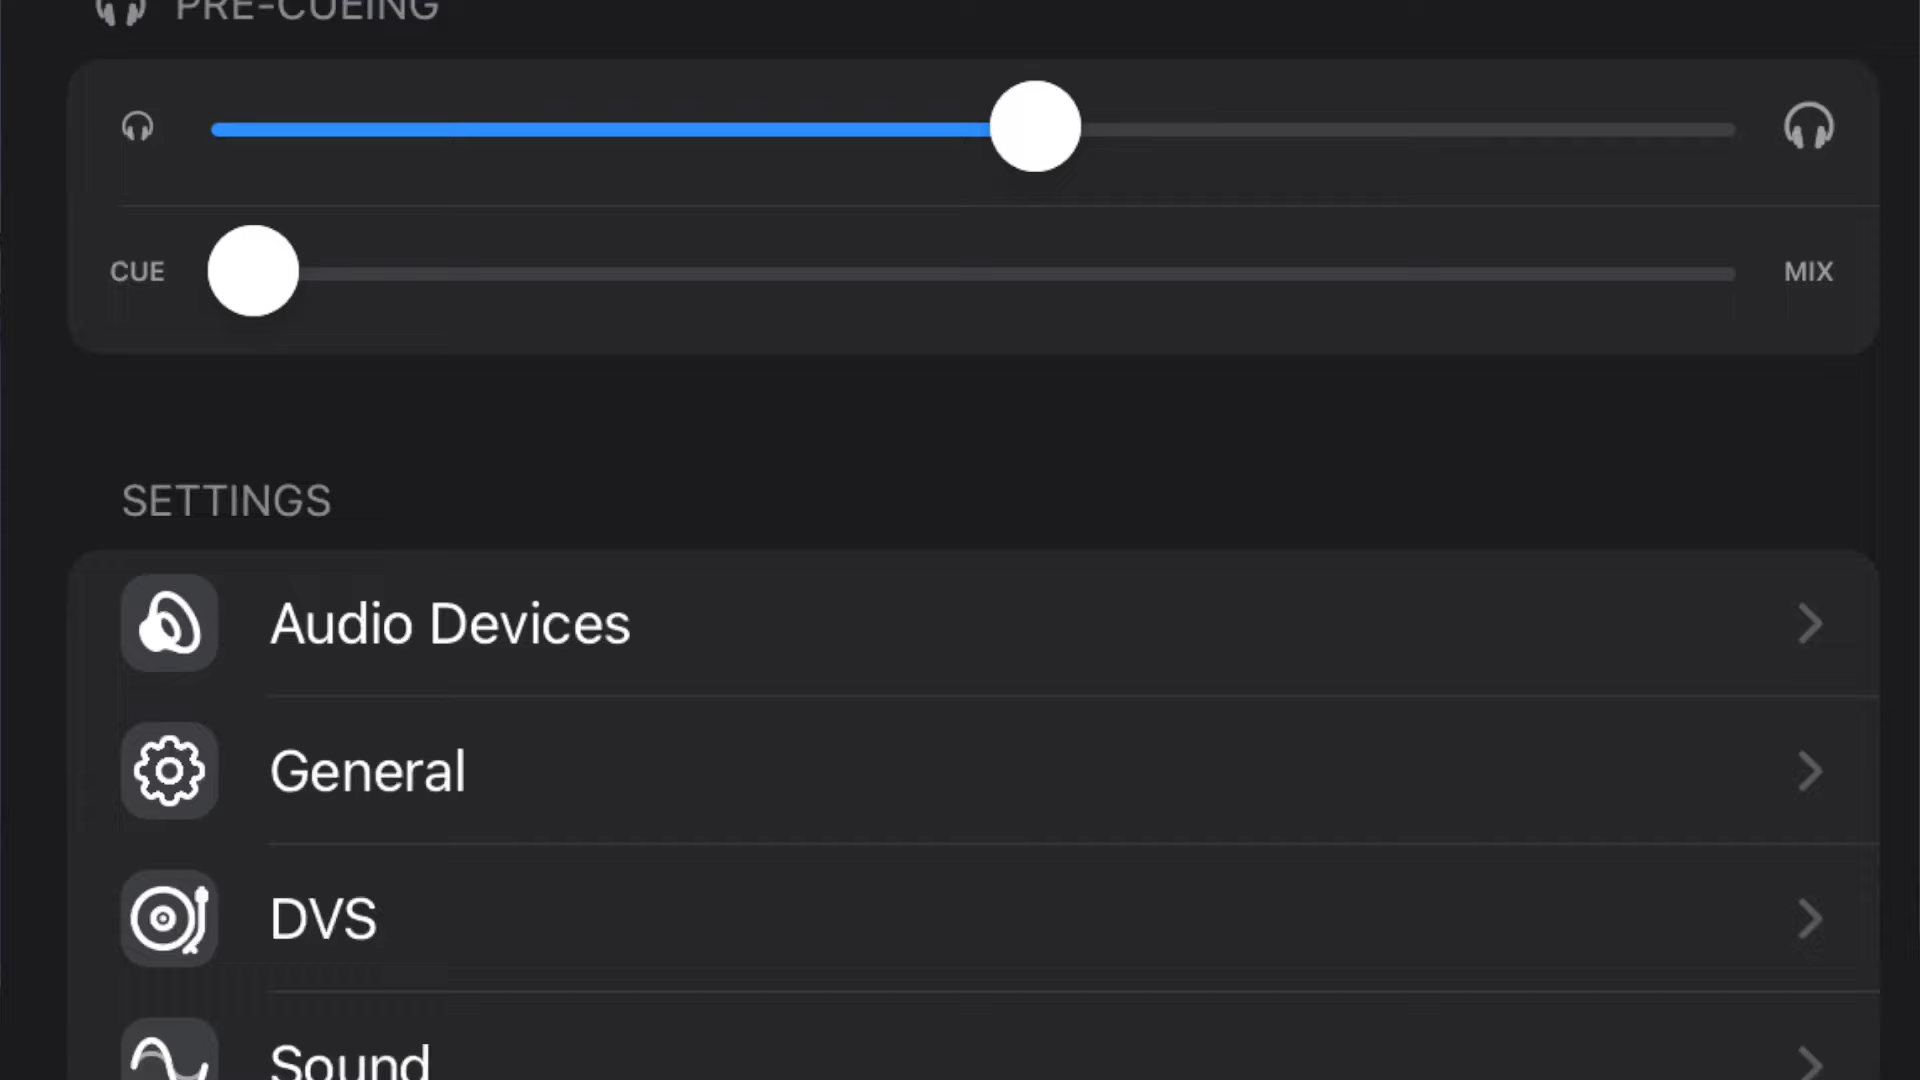 PRE-CUEING
CUE
MIX
SETTINGS
Audio Devices
General
DVS
Sound